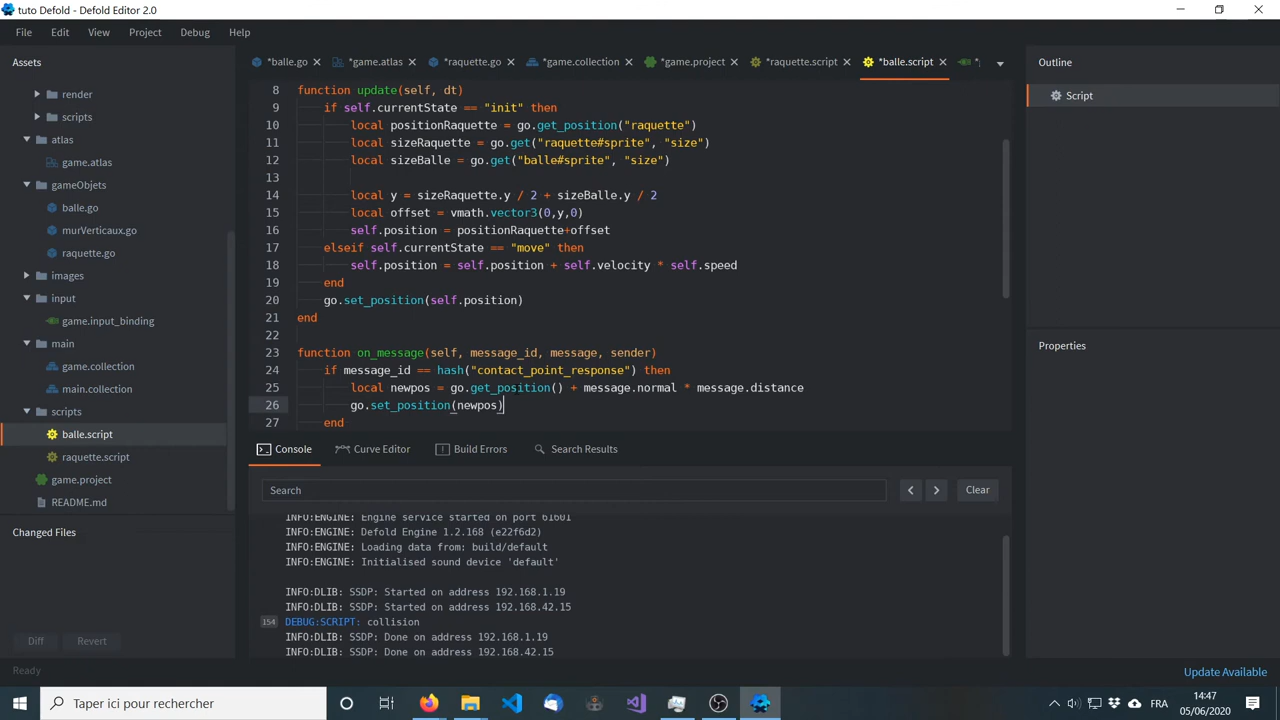 tuto Defold - Defold Editor 2.0
File Edit View Project Debug Help
Assets
render
scripts
atlas
game.atlas
gameObjets
balle.go
murVerticaux.go
raquette.go
images
input
game.input_binding
main
game.collection
main.collection
scripts
balle.script
raquette.script
game.project
README.md
Changed Files
Diff Revert
Ready
*balle.go *game.atlas *raquette.go *game.collection *game.project *raquette.script *balle.script
8 function update(self, dt)
9 if self.currentState == "init" then
10 local positionRaquette = go.get_position("raquette")
11 local sizeRaquette = go.get("raquette#sprite", "size")
12 local sizeBalle = go.get("balle#sprite", "size")
13
14 local y = sizeRaquette.y / 2 + sizeBalle.y / 2
15 local offset = vmath.vector3(0,y,0)
16 self.position = positionRaquette+offset
17 elseif self.currentState == "move" then
18 self.position = self.position + self.velocity * self.speed
19 end
20 go.set_position(self.position)
21 end
22
23 function on_message(self, message_id, message, sender)
24 if message_id == hash("contact_point_response") then
25 local newpos = go.get_position() + message.normal * message.distance
26 go.set_position(newpos)
27 end
Console Curve Editor Build Errors Search Results
Search Clear
INFO:ENGINE: Engine service started on port 61601
INFO:ENGINE: Defold Engine 1.2.168 (e22f6d2)
INFO:ENGINE: Loading data from: build/default
INFO:ENGINE: Initialised sound device 'default'
INFO:DLIB: SSDP: Started on address 192.168.1.19
INFO:DLIB: SSDP: Started on address 192.168.42.15
154 DEBUG:SCRIPT: collision
INFO:DLIB: SSDP: Done on address 192.168.1.19
INFO:DLIB: SSDP: Done on address 192.168.42.15
Outline
Script
Properties
Update Available
Taper ici pour rechercher
FRA
14:47
05/06/2020